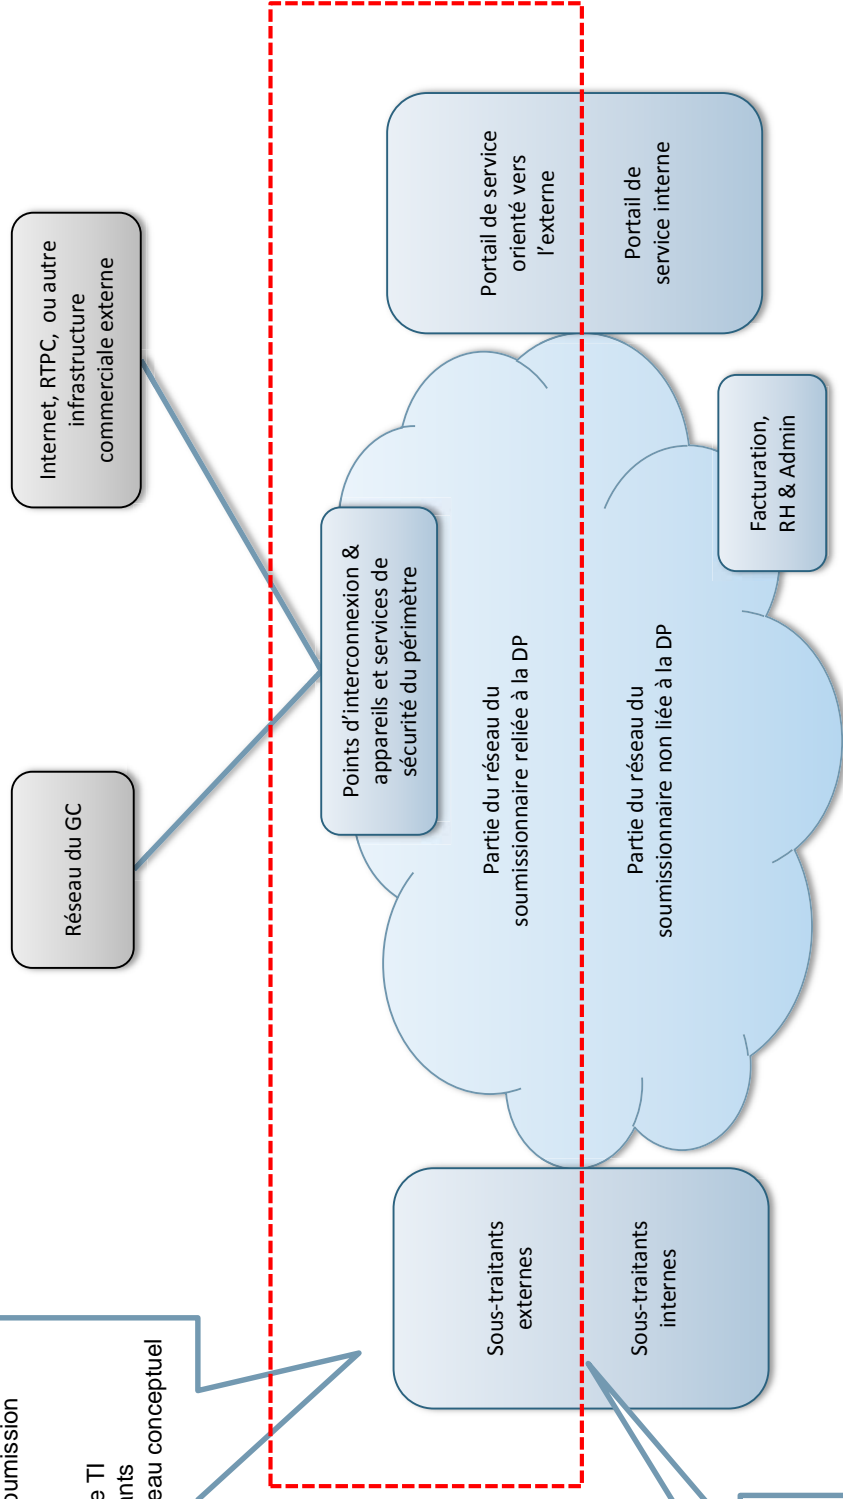 oumission
e TI
nts
eau conceptuel
Réseau du GC
Internet, RTPC, ou autre
infrastructure
commerciale externe
Points d'interconnexion &
appareils et services de
sécurité du périmètre
Sous-traitants
externes
Partie du réseau du
soumissionnaire reliée à la DP
Portail de service
orienté vers
l'externe
Sous-traitants
internes
Partie du réseau du
soumissionnaire non liée à la DP
Portail de
service interne
Facturation,
RH & Admin